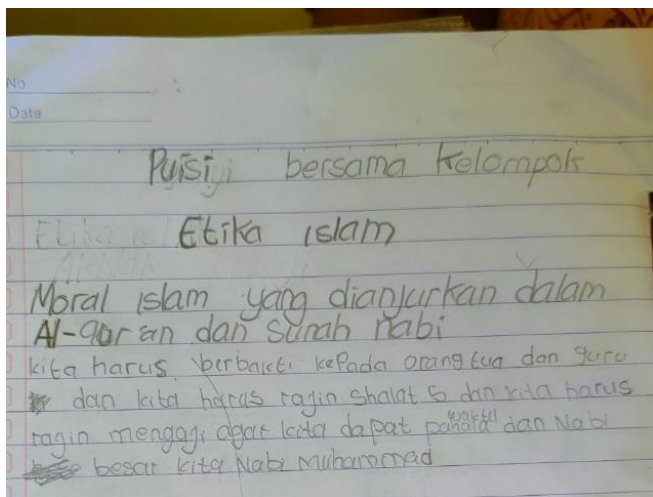 No.
Date
Puisi bersama kelompok
Etika islam
Moral islam yang dianjurkan dalam
Al-qor'an dan sunah nabi
kita harus berbakti kepada orang tua dan guru
dan kita harus rajin shalat 5 dan kita harus
waktu
rajin mengaji agar kita dapat pahala dan Nabi
besar kita Nabi Muhammad